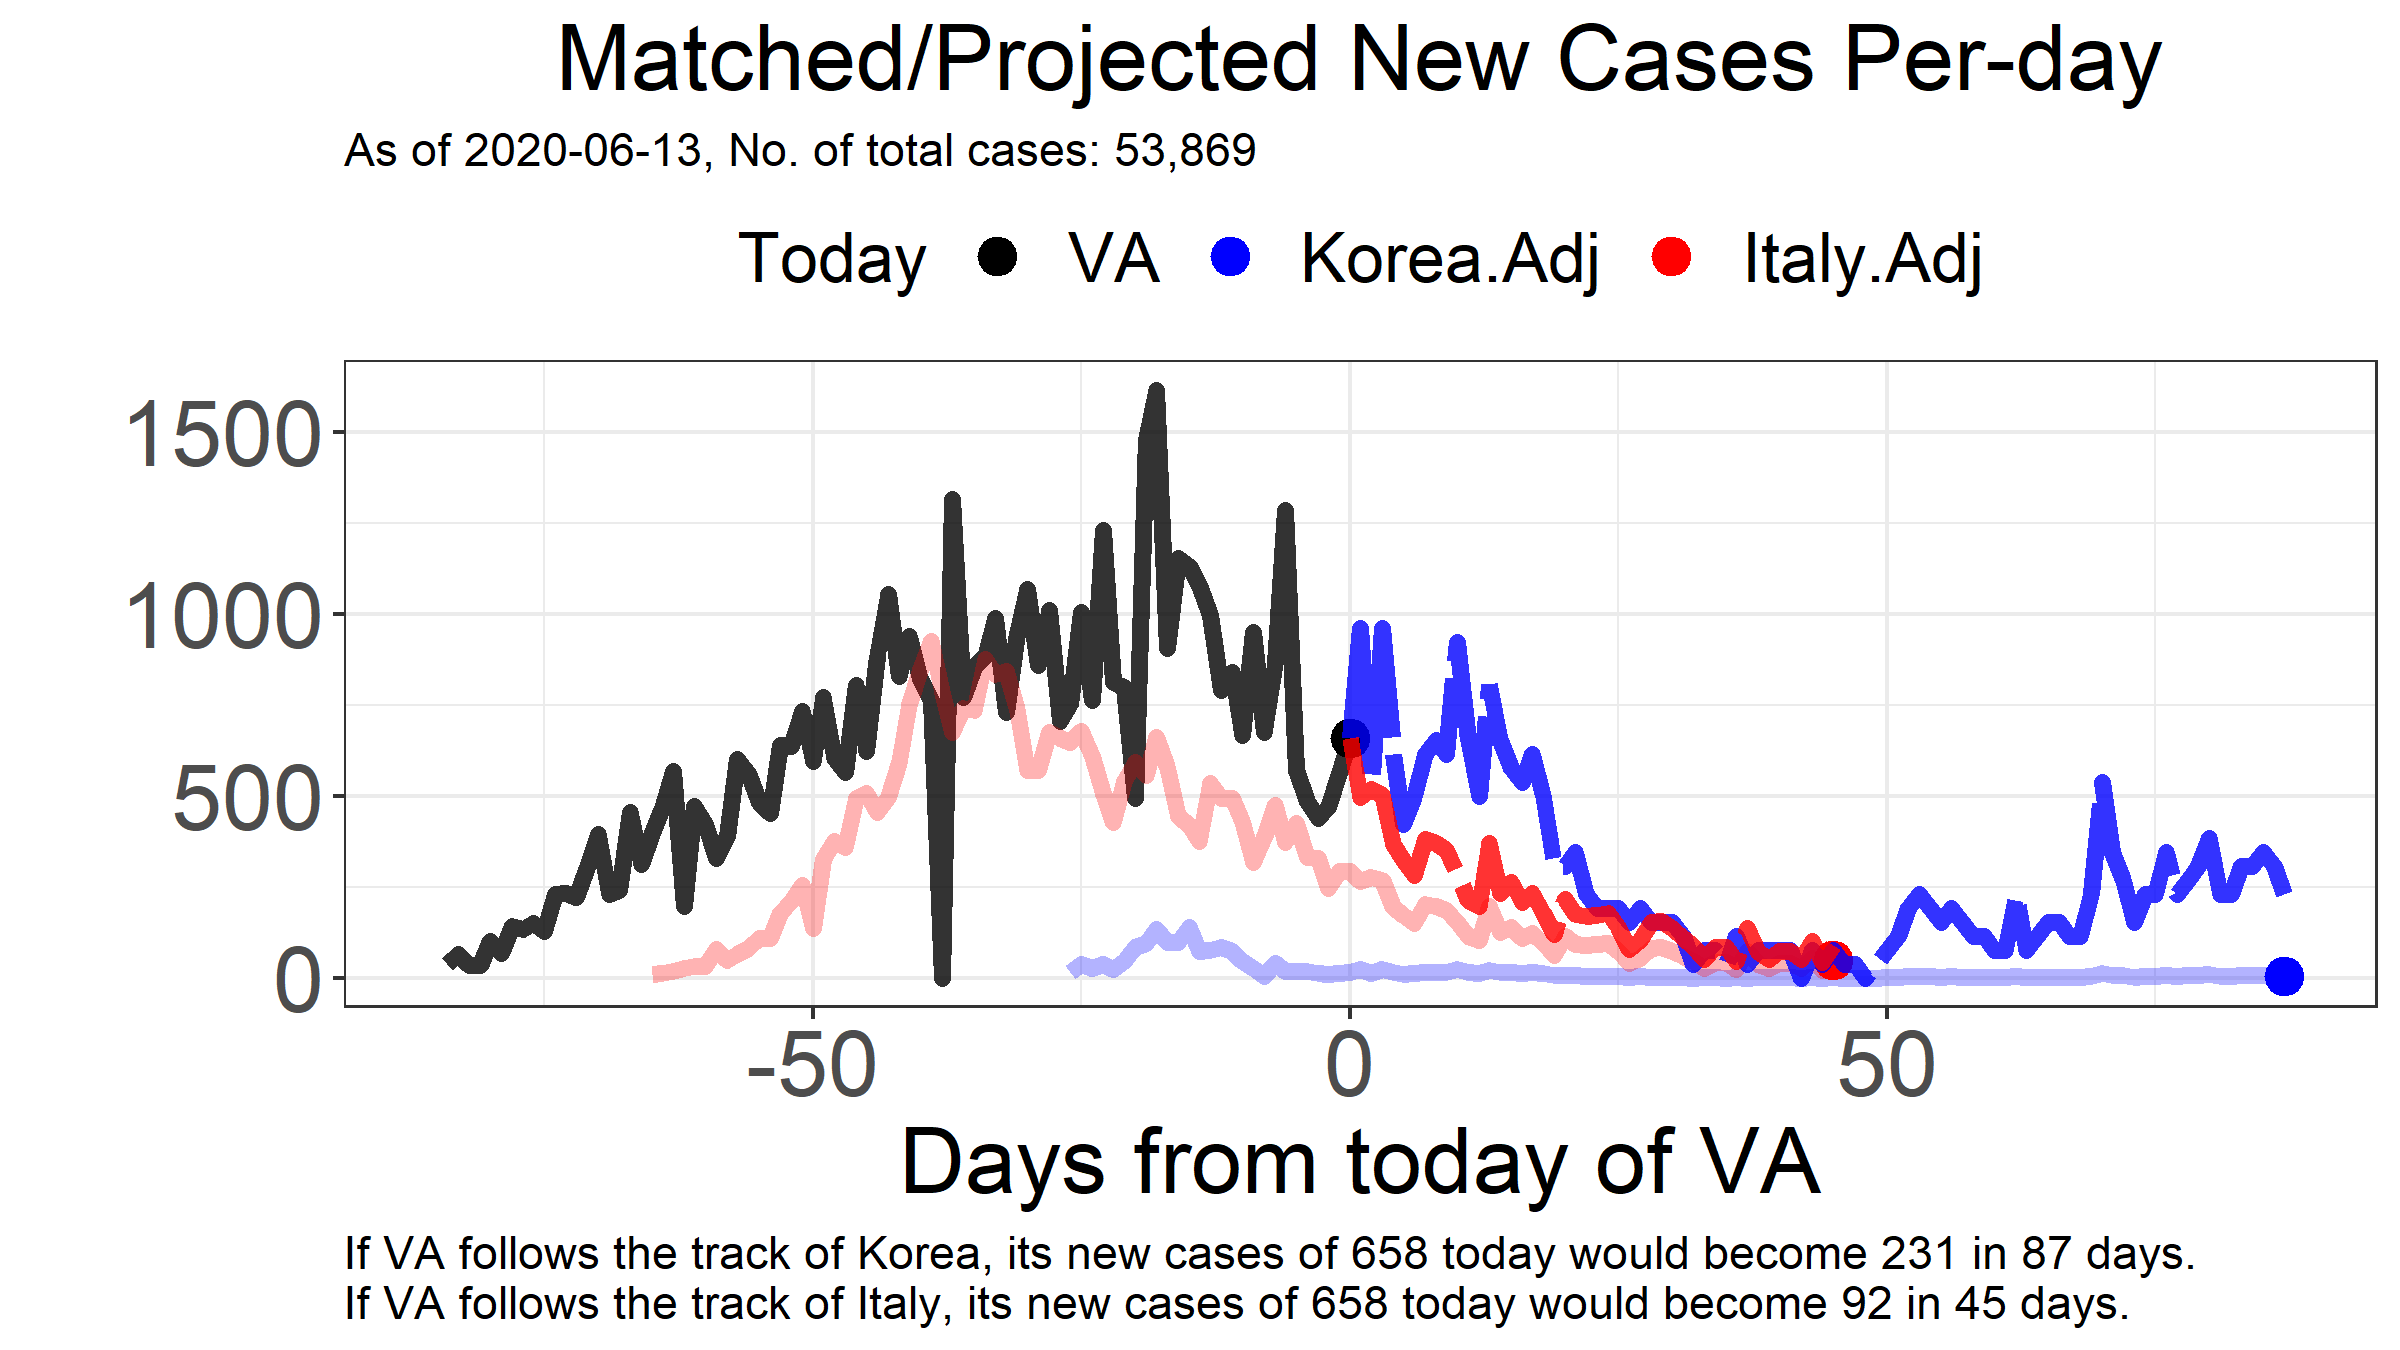 Matched/Projected New Cases Per-day
As of 2020-06-13, No. of total cases: 53,869
Today VA Korea.Adj Italy.Adj
1500
1000
500
0
-50 0 50
Days from today of VA
If VA follows the track of Korea, its new cases of 658 today would become 231 in 87 days.
If VA follows the track of Italy, its new cases of 658 today would become 92 in 45 days.